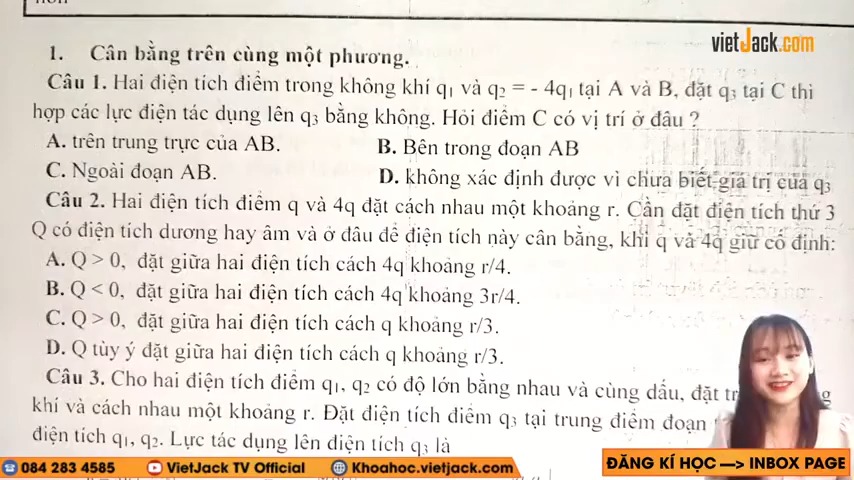 vietJack.com
1. Cân bằng trên cùng một phương.
Câu 1. Hai điện tích điểm trong không khí q1 và q2 = - 4q1 tại A và B, đặt q3 tại C thì
hợp các lực điện tác dụng lên q3 bằng không. Hỏi điểm C có vị trí ở đâu ?
A. trên trung trực của AB.
B. Bên trong đoạn AB
C. Ngoài đoạn AB.
D. không xác định được vì chưa biết giá trị của q3
Câu 2. Hai điện tích điểm q và 4q đặt cách nhau một khoảng r. Cần đặt điện tích thứ 3
Q có điện tích dương hay âm và ở đâu để điện tích này cân bằng, khi q và 4q giữ cố định:
A. Q > 0, đặt giữa hai điện tích cách 4q khoảng r/4.
B. Q < 0, đặt giữa hai điện tích cách 4q khoảng 3r/4.
C. Q > 0, đặt giữa hai điện tích cách q khoảng r/3.
D. Q tùy ý đặt giữa hai điện tích cách q khoảng r/3.
Câu 3. Cho hai điện tích điểm q1, q2 có độ lớn bằng nhau và cùng dấu, đặt tr g
khí và cách nhau một khoảng r. Đặt điện tích điểm q3 tại trung điểm đoạn
điện tích q1, q2. Lực tác dụng lên điện tích q3 là
084 283 4585 VietJack TV Official Khoahoc.vietjack.com
ĐĂNG KÍ HỌC —> INBOX PAGE